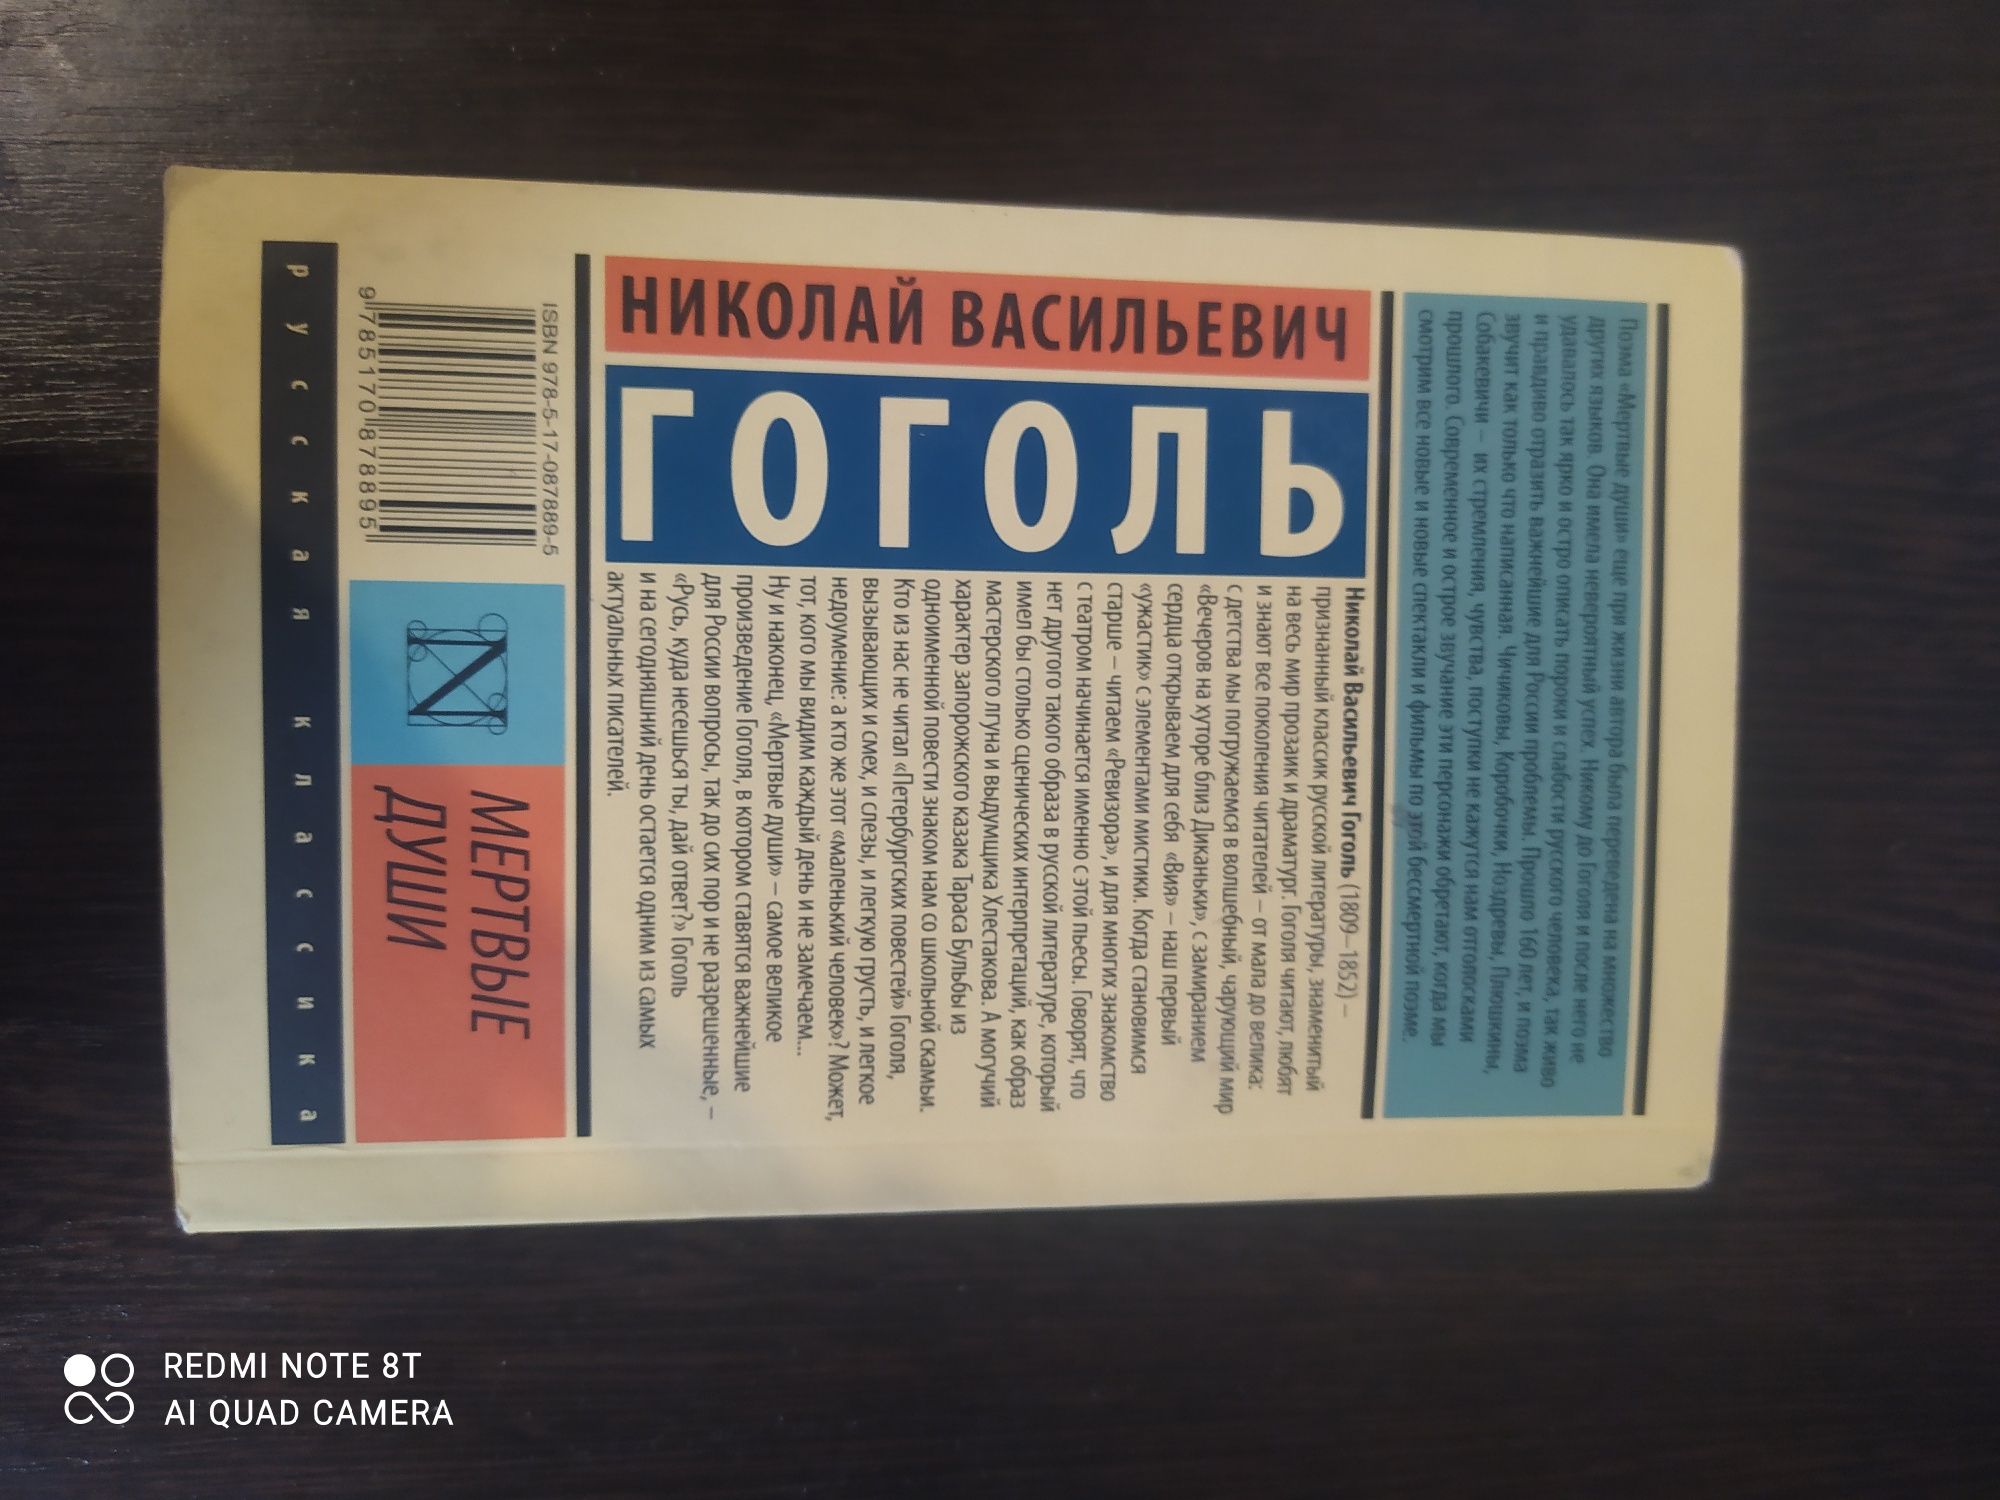 Поэма «Мертвые души» еще при жизни автора была переведена на множество
других языков. Она имела невероятный успех. Никому до Гоголя и после него не
удавалось так ярко и остро описать пороки и слабости русского человека, так живо
и правдиво отразить важнейшие для России проблемы. Прошло 160 лет, и поэма
звучит как только что написанная. Чичиковы, Коробочки, Ноздревы, Плюшкины,
Собакевичи – их стремления, чувства, поступки не кажутся нам отголосками
прошлого. Современное и острое звучание эти персонажи обретают, когда мы
смотрим все новые и новые спектакли и фильмы по этой бессмертной поэме.
НИКОЛАЙ ВАСИЛЬЕВИЧ
ГОГОЛЬ
Николай Васильевич Гоголь (1809–1852) –
признанный классик русской литературы, знаменитый
на весь мир прозаик и драматург. Гоголя читают, любят
и знают все поколения читателей – от мала до велика:
с детства мы погружаемся в волшебный, чарующий мир
«Вечеров на хуторе близ Диканьки», с замиранием
сердца открываем для себя «Вия» – наш первый
«ужастик» с элементами мистики. Когда становимся
старше – читаем «Ревизора», и для многих знакомство
с театром начинается именно с этой пьесы. Говорят, что
нет другого такого образа в русской литературе, который
имел бы столько сценических интерпретаций, как образ
мастерского лгуна и выдумщика Хлестакова. А могучий
характер запорожского казака Тараса Бульбы из
одноименной повести знаком нам со школьной скамьи.
Кто из нас не читал «Петербургских повестей» Гоголя,
вызывающих и смех, и слезы, и легкую грусть, и легкое
недоумение: а кто же этот «маленький человек»? Может,
тот, кого мы видим каждый день и не замечаем...
Ну и наконец, «Мертвые души» – самое великое
произведение Гоголя, в котором ставятся важнейшие
для России вопросы, так до сих пор и не разрешенные, –
«Русь, куда несешься ты, дай ответ?» Гоголь
и на сегодняшний день остается одним из самых
актуальных писателей.
ISBN 978-5-17-087889-5
9 785170 878895
N
МЕРТВЫЕ
ДУШИ
русская классика
REDMI NOTE 8T
AI QUAD CAMERA